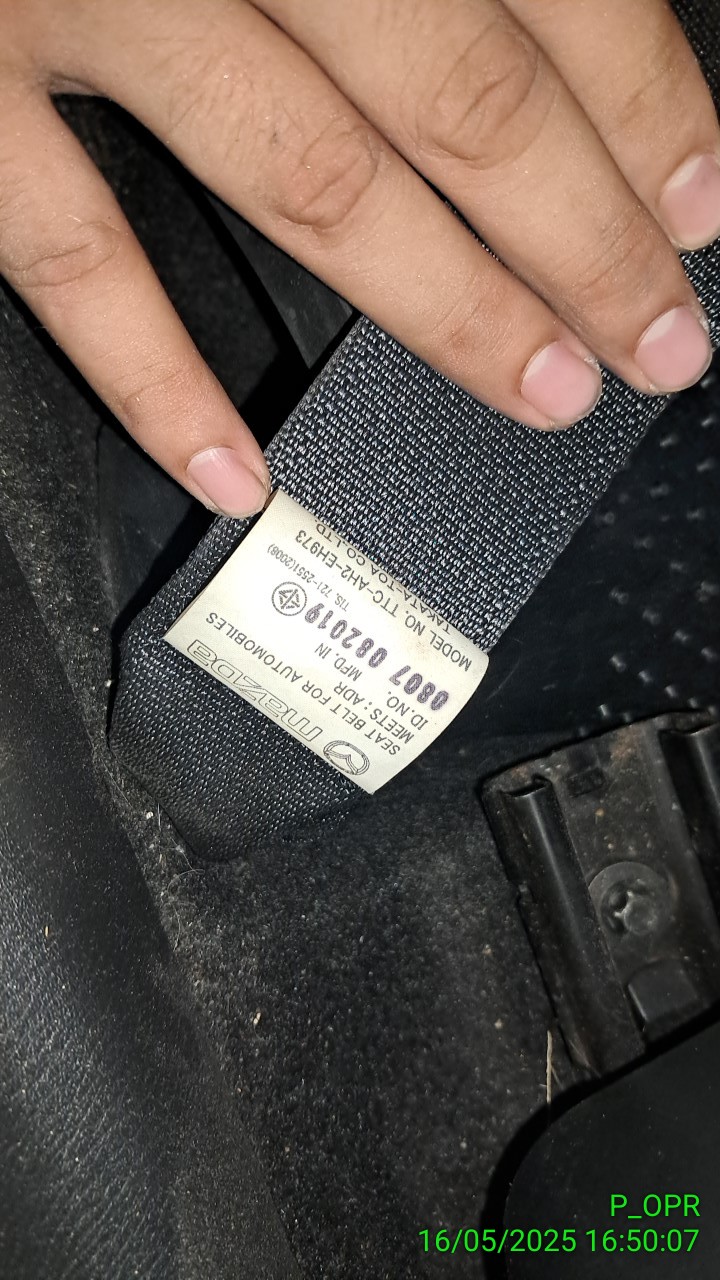 mazda
SEAT BELT FOR AUTOMOBILES
MEETS : ADR
ID.NO. MFD. IN
0807 082019
TIS. 721-2551(2008)
MODEL NO. TTC-AH2-EH973
TAKATA-TOA CO LTD
P_OPR
16/05/2025 16:50:07